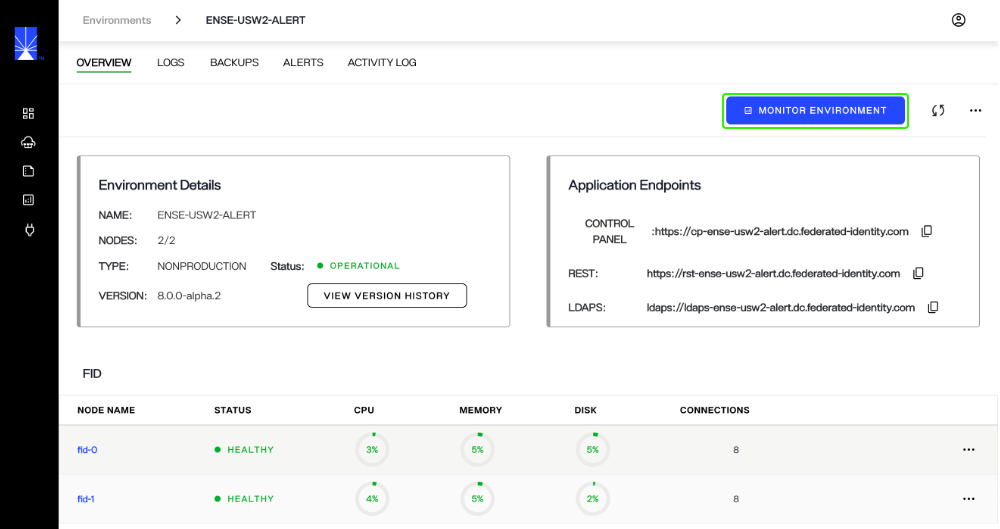 Environments > ENSE-USW2-ALERT
OVERVIEW LOGS BACKUPS ALERTS ACTIVITY LOG
MONITOR ENVIRONMENT
Environment Details
NAME: ENSE-USW2-ALERT
NODES: 2/2
TYPE: NONPRODUCTION Status: OPERATIONAL
VERSION: 8.0.0-alpha.2 VIEW VERSION HISTORY
Application Endpoints
CONTROL PANEL :https://cp-ense-usw2-alert.dc.federated-identity.com
REST: https://rst-ense-usw2-alert.dc.federated-identity.com
LDAPS: ldaps://ldaps-ense-usw2-alert.dc.federated-identity.com
FID
NODE NAME STATUS CPU MEMORY DISK CONNECTIONS
fid-0 HEALTHY 3% 5% 5% 8
fid-1 HEALTHY 4% 5% 2% 8